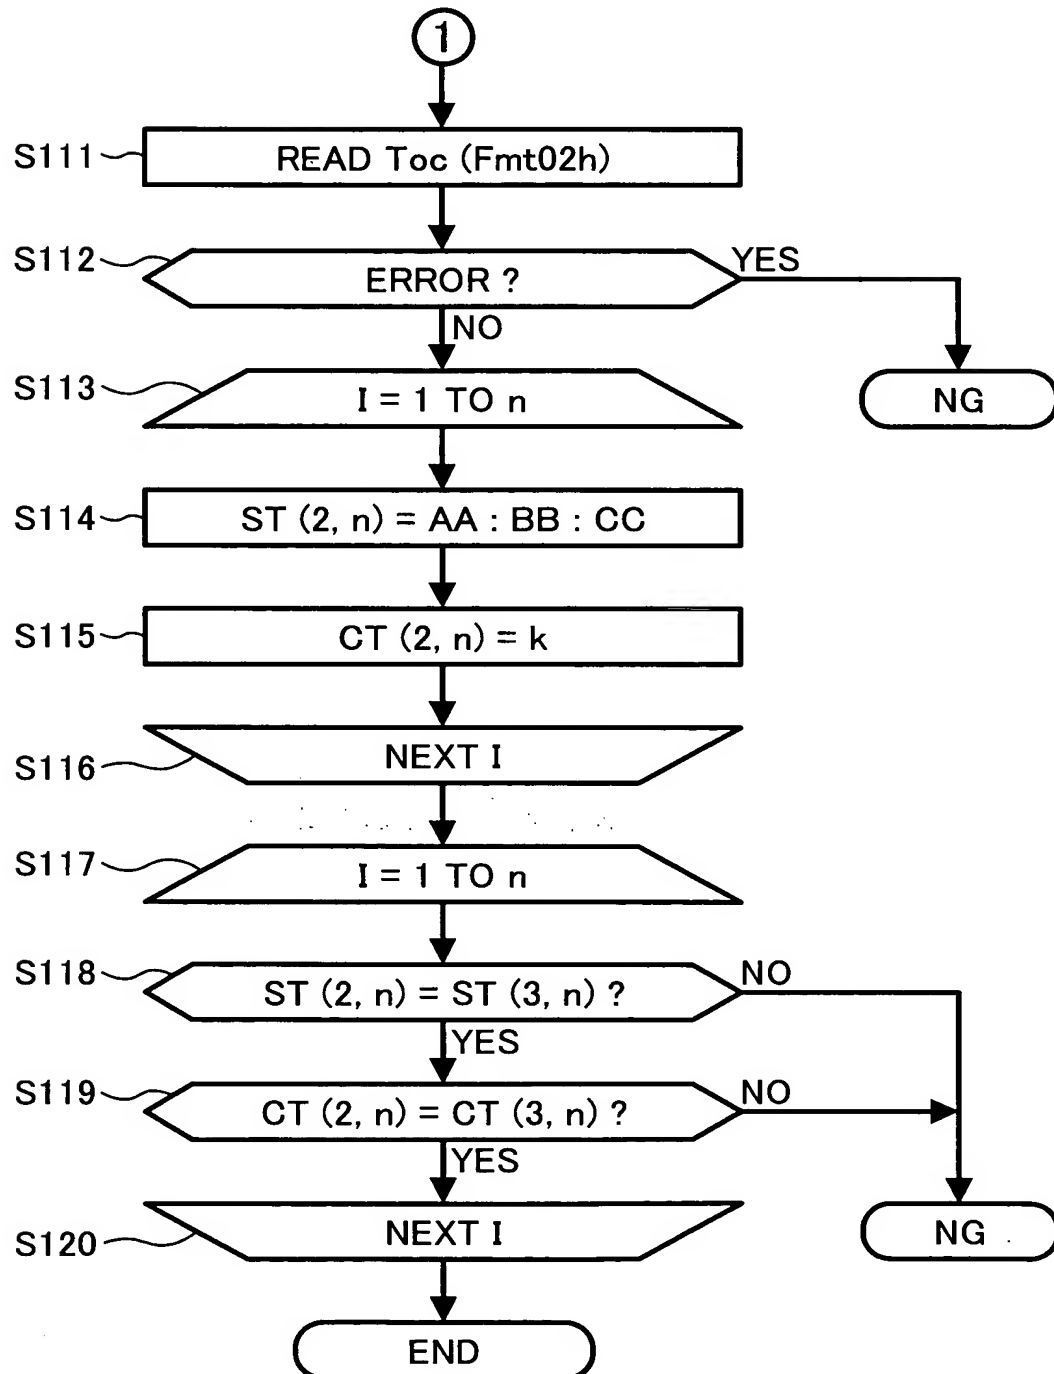 1
S111
READ Toc (Fmt02h)
S112
ERROR ?
YES
NO
S113
I = 1 TO n
NG
S114
ST (2, n) = AA : BB : CC
S115
CT (2, n) = k
S116
NEXT I
S117
I = 1 TO n
S118
ST (2, n) = ST (3, n) ?
NO
YES
S119
CT (2, n) = CT (3, n) ?
NO
YES
S120
NEXT I
NG
END